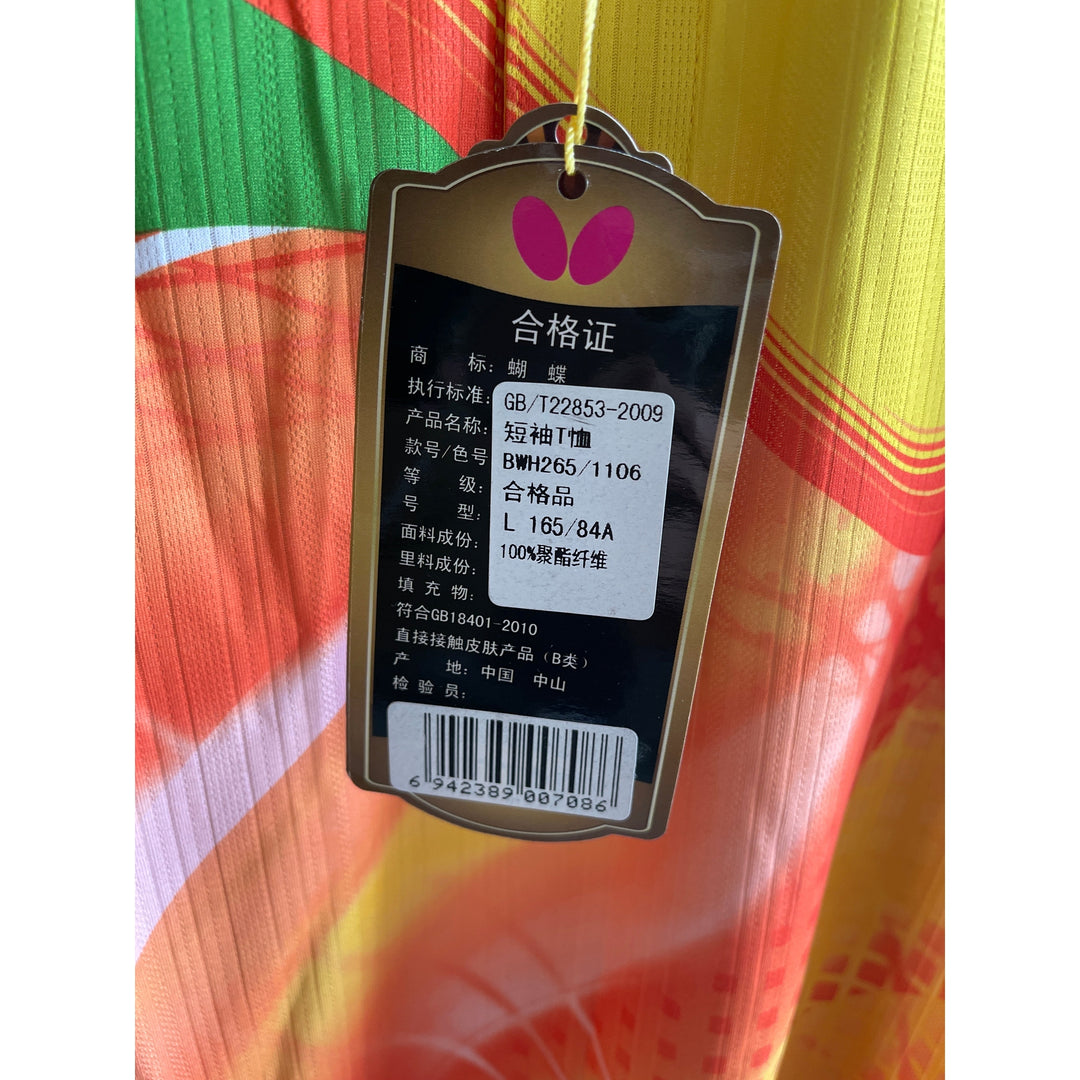 合格证
商 标: 蝴 蝶
执行标准: GB/T22853-2009
产品名称: 短袖T恤
款号/色号 BWH265/1106
等 级: 合格品
号 型: L 165/84A
面料成份: 100%聚酯纤维
里料成份:
填 充 物:
符合GB18401-2010
直接接触皮肤产品（B类）
产 地: 中国 中山
检 验 员:
6 942389 007086